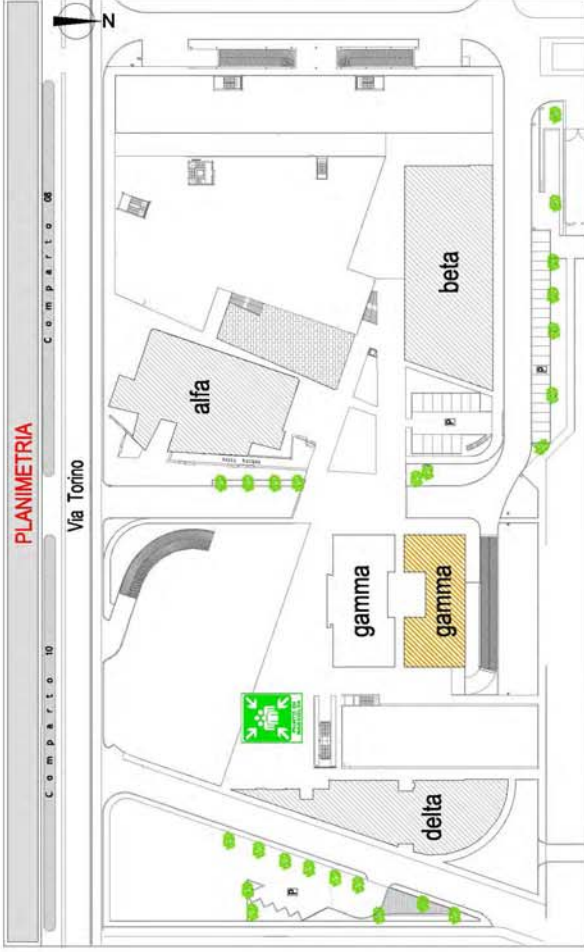 PLANIMETRIA
Comparto 10
Comparto 08
Via Torino
N
alfa
beta
P
P
gamma
gamma
delta
P